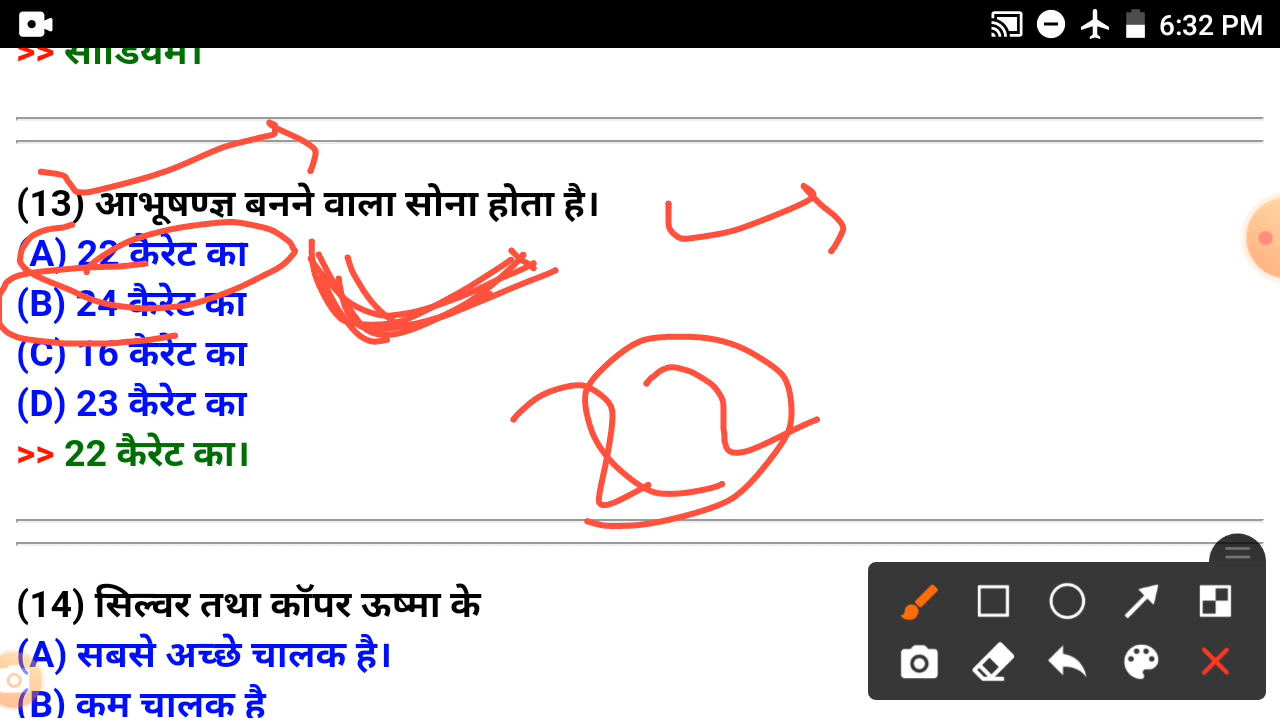 6:32 PM
>> सोडियम।
(13) आभूषण्ज्ञ बनने वाला सोना होता है।
(A) 22 कैरेट का
(B) 24 कैरेट का
(C) 16 कैरेट का
(D) 23 कैरेट का
>> 22 कैरेट का।
(14) सिल्वर तथा कॉपर ऊष्मा के
(A) सबसे अच्छे चालक है।
(B) कम चालक है